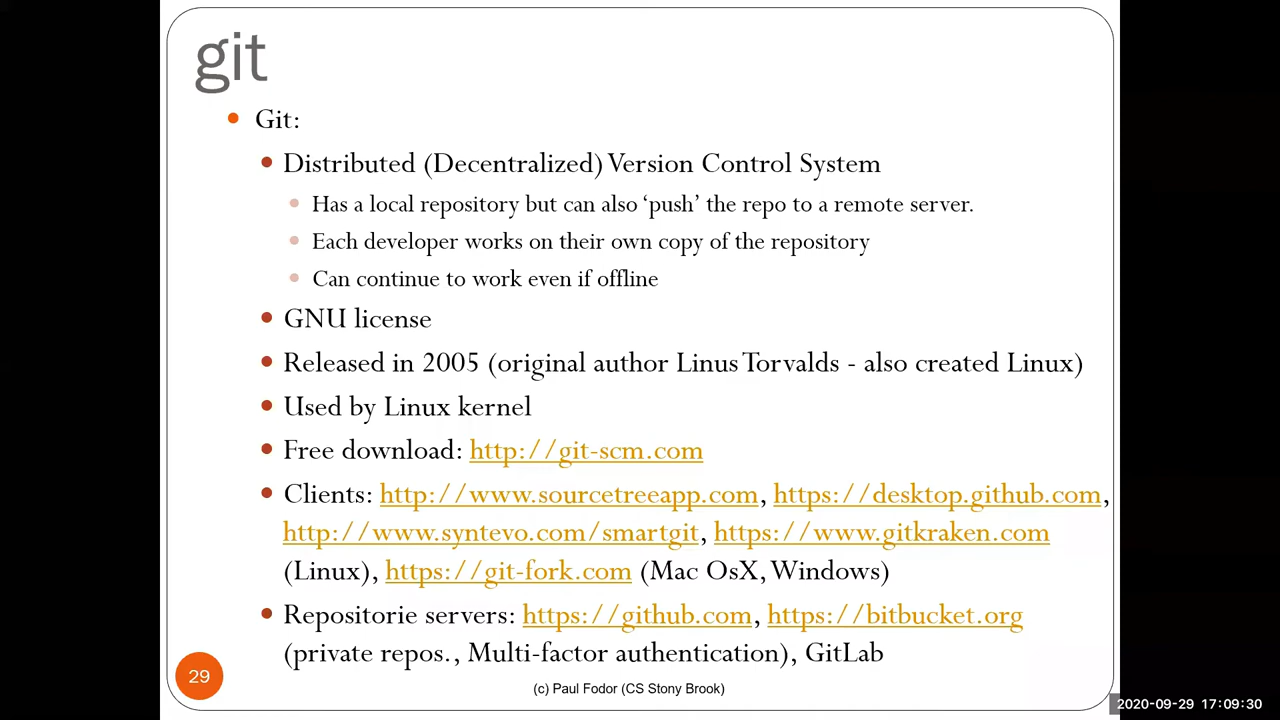 git
Git:
Distributed (Decentralized) Version Control System
Has a local repository but can also ‘push’ the repo to a remote server.
Each developer works on their own copy of the repository
Can continue to work even if offline
GNU license
Released in 2005 (original author Linus Torvalds - also created Linux)
Used by Linux kernel
Free download: http://git-scm.com
Clients: http://www.sourcetreeapp.com, https://desktop.github.com,
http://www.syntevo.com/smartgit, https://www.gitkraken.com
(Linux), https://git-fork.com (Mac OsX, Windows)
Repositorie servers: https://github.com, https://bitbucket.org
(private repos., Multi-factor authentication), GitLab
29
(c) Paul Fodor (CS Stony Brook)
2020-09-29 17:09:30